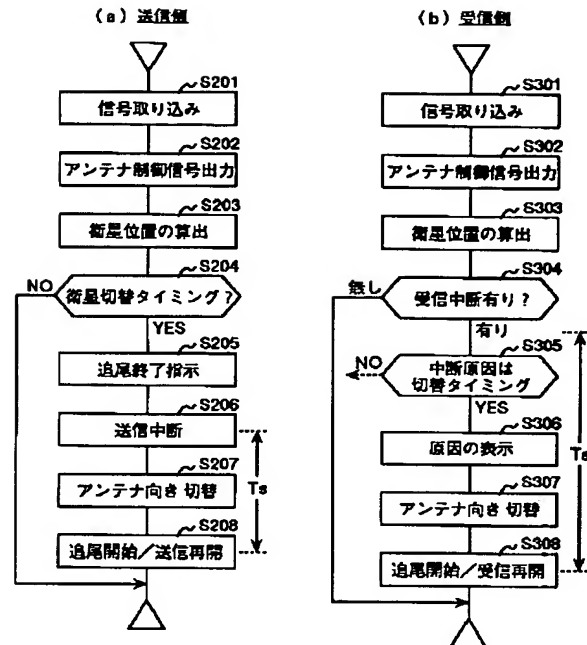 (a) 送信側
S201
信号取り込み
S202
アンテナ制御信号出力
S203
衛星位置の算出
S204
NO
衛星切替タイミング?
YES
S205
追尾終了指示
S206
送信中断
S207
アンテナ向き 切替
Ts
S208
追尾開始/送信再開
(b) 受信側
S301
信号取り込み
S302
アンテナ制御信号出力
S303
衛星位置の算出
S304
無し
受信中断有り?
有り
S305
NO
中断原因は
切替タイミング
YES
S306
原因の表示
Ts
S307
アンテナ向き 切替
S308
追尾開始/受信再開